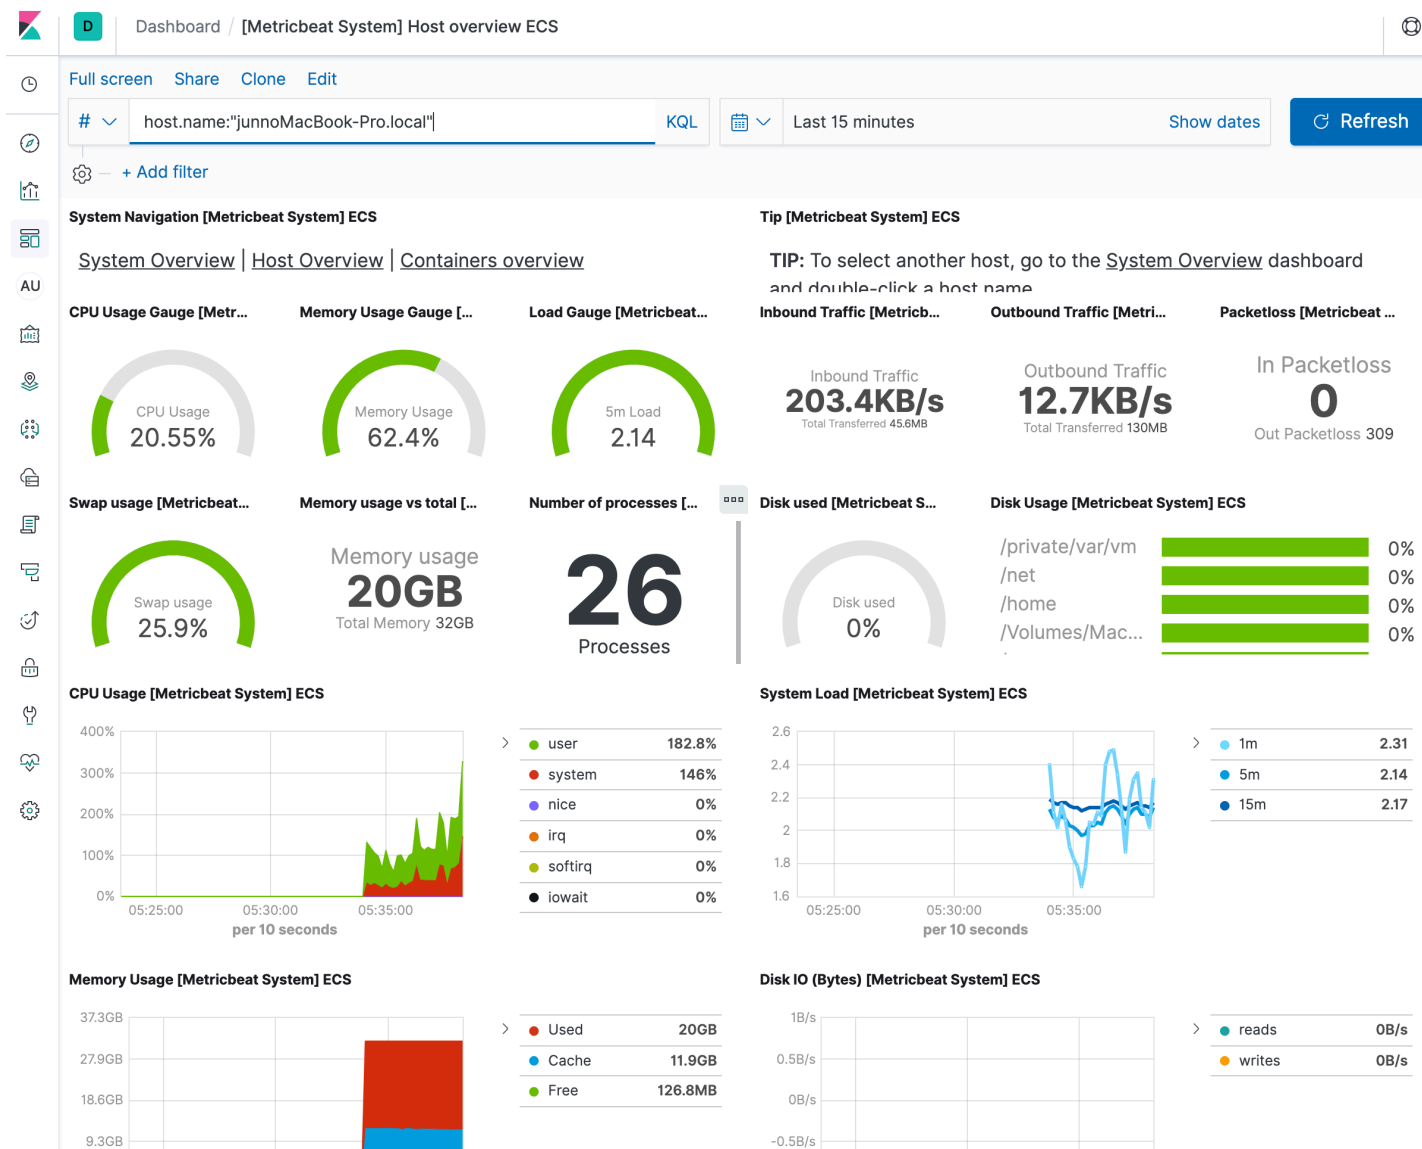 D Dashboard / [Metricbeat System] Host overview ECS
Full screen Share Clone Edit
# host.name:"junnoMacBook-Pro.local" KQL Last 15 minutes Show dates Refresh
+ Add filter
AU
System Navigation [Metricbeat System] ECS
System Overview | Host Overview | Containers overview
Tip [Metricbeat System] ECS
TIP: To select another host, go to the System Overview dashboard
and double-click a host name
CPU Usage Gauge [Metr...
CPU Usage
20.55%
Memory Usage Gauge [...
Memory Usage
62.4%
Load Gauge [Metricbeat...
5m Load
2.14
Inbound Traffic [Metricb...
Inbound Traffic
203.4KB/s
Total Transferred 45.6MB
Outbound Traffic [Metri...
Outbound Traffic
12.7KB/s
Total Transferred 130MB
Packetloss [Metricbeat ...
In Packetloss
0
Out Packetloss 309
Swap usage [Metricbeat...
Swap usage
25.9%
Memory usage vs total [...
Memory usage
20GB
Total Memory 32GB
Number of processes [...
26
Processes
Disk used [Metricbeat S...
Disk used
0%
Disk Usage [Metricbeat System] ECS
/private/var/vm 0%
/net 0%
/home 0%
/Volumes/Mac... 0%
CPU Usage [Metricbeat System] ECS
400%
300%
200%
100%
0%
05:25:00 05:30:00 05:35:00
per 10 seconds
user 182.8%
system 146%
nice 0%
irq 0%
softirq 0%
iowait 0%
System Load [Metricbeat System] ECS
2.6
2.4
2.2
2
1.8
1.6
05:25:00 05:30:00 05:35:00
per 10 seconds
1m 2.31
5m 2.14
15m 2.17
Memory Usage [Metricbeat System] ECS
37.3GB
27.9GB
18.6GB
9.3GB
Used 20GB
Cache 11.9GB
Free 126.8MB
Disk IO (Bytes) [Metricbeat System] ECS
1B/s
0.5B/s
0B/s
-0.5B/s
reads 0B/s
writes 0B/s